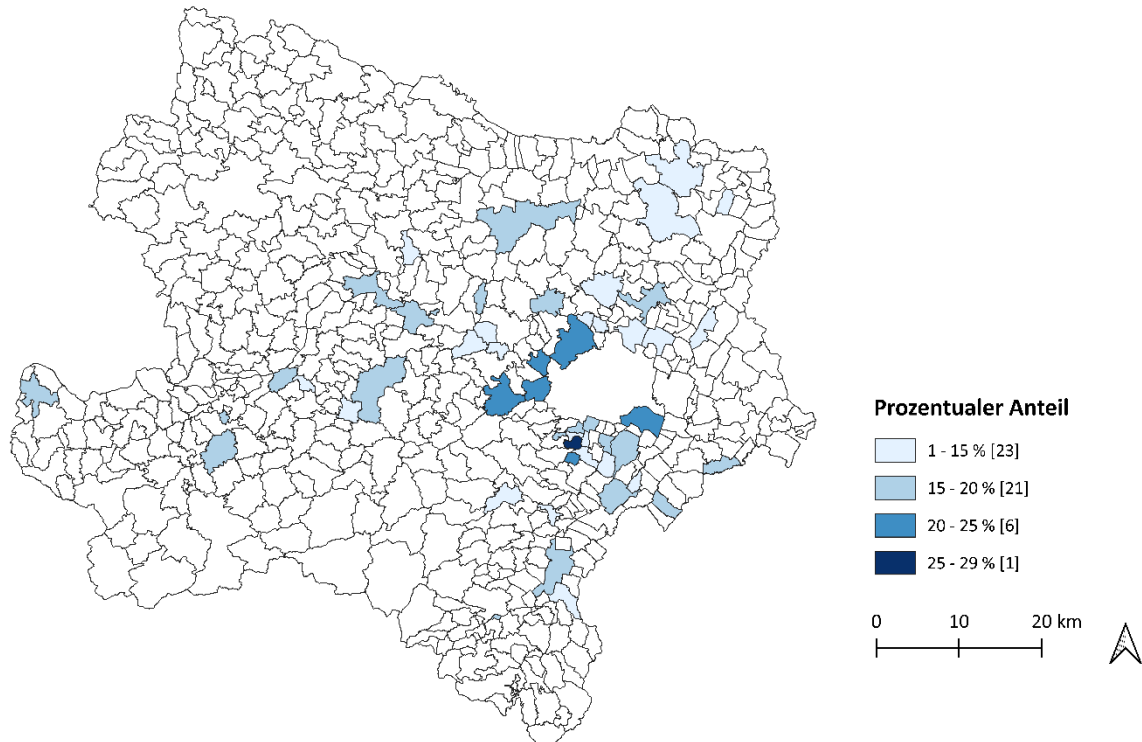 Prozentualer Anteil
1 - 15 % [23]
15 - 20 % [21]
20 - 25 % [6]
25 - 29 % [1]
0 10 20 km